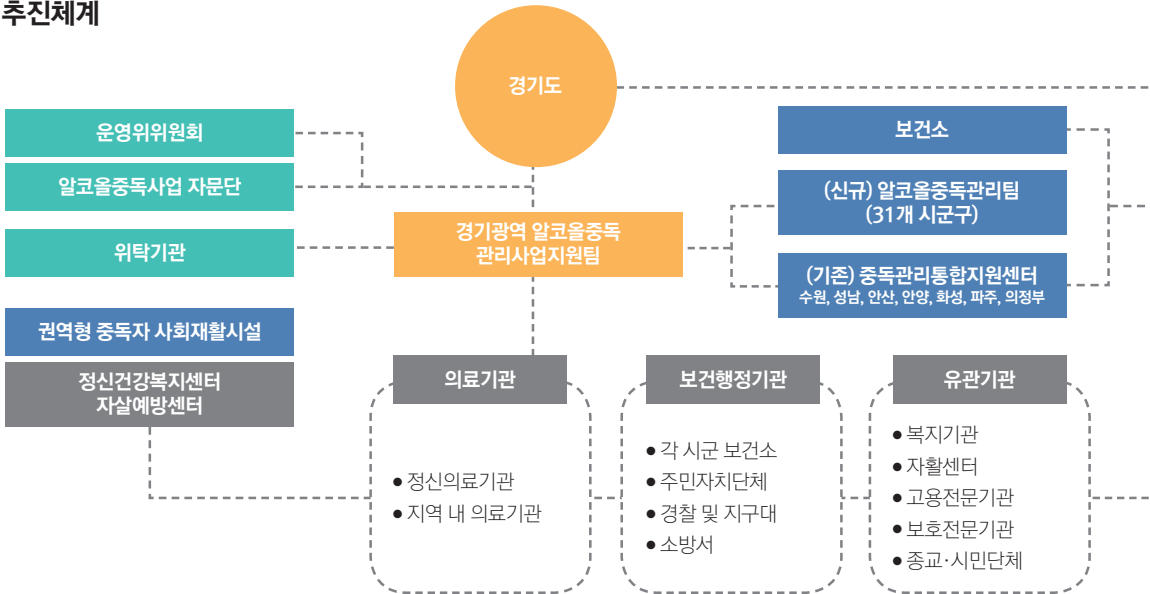 추진체계
경기도
운영위위원회
알코올중독사업 자문단
위탁기관
권역형 중독자 사회재활시설
정신건강복지센터
자살예방센터
경기광역 알코올중독
관리사업지원팀
보건소
(신규) 알코올중독관리팀
(31개 시군구)
(기존) 중독관리통합지원센터
수원, 성남, 안산, 안양, 화성, 파주, 의정부
의료기관
● 정신의료기관
● 지역 내 의료기관
보건행정기관
● 각 시군 보건소
● 주민자치단체
● 경찰 및 지구대
● 소방서
유관기관
● 복지기관
● 자활센터
● 고용전문기관
● 보호전문기관
● 종교·시민단체